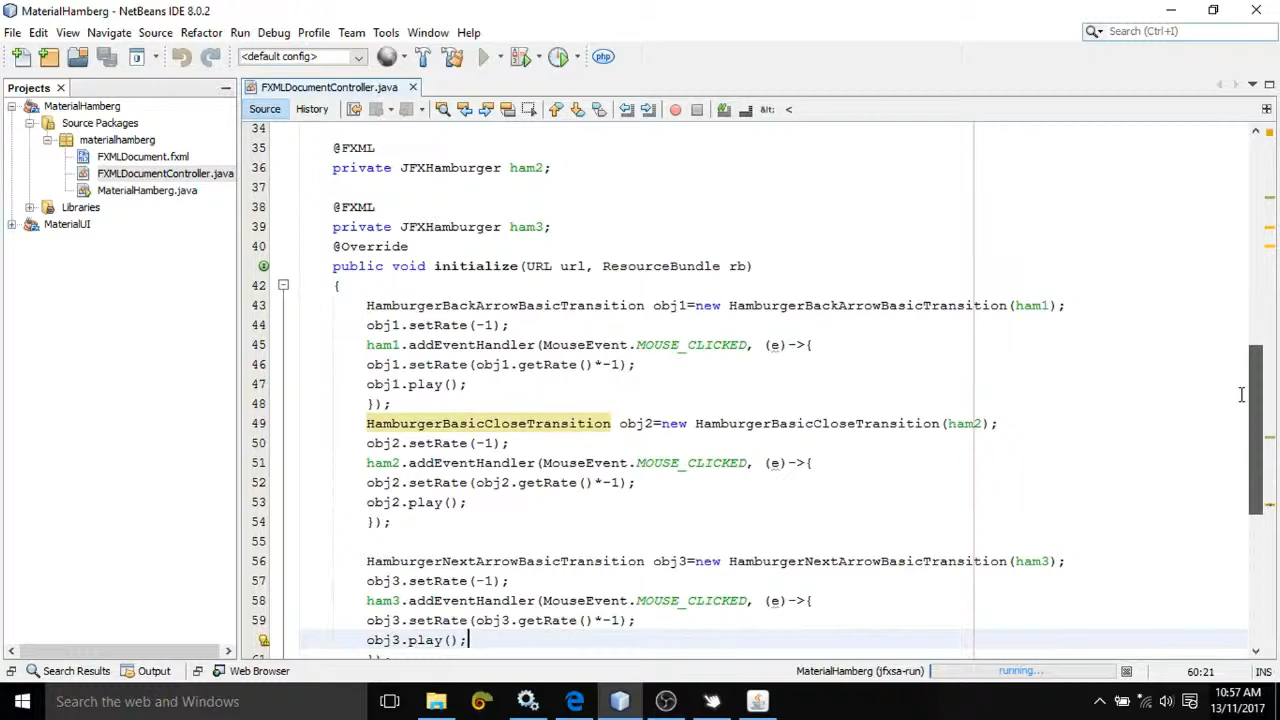 MaterialHamberg - NetBeans IDE 8.0.2
File Edit View Navigate Source Refactor Run Debug Profile Team Tools Window Help
Search (Ctrl+I)
<default config>
php
Projects
FXMLDocumentController.java
MaterialHamberg
Source Packages
materialhamberg
FXMLDocument.fxml
FXMLDocumentController.java
MaterialHamberg.java
Libraries
MaterialUI
Source History
34
35 @FXML
36 private JFXHamburger ham2;
37
38 @FXML
39 private JFXHamburger ham3;
40 @Override
41 public void initialize(URL url, ResourceBundle rb)
42 {
43 HamburgerBackArrowBasicTransition obj1=new HamburgerBackArrowBasicTransition(ham1);
44 obj1.setRate(-1);
45 ham1.addEventHandler(MouseEvent.MOUSE_CLICKED, (e)->{
46 obj1.setRate(obj1.getRate()*-1);
47 obj1.play();
48 });
49 HamburgerBasicCloseTransition obj2=new HamburgerBasicCloseTransition(ham2);
50 obj2.setRate(-1);
51 ham2.addEventHandler(MouseEvent.MOUSE_CLICKED, (e)->{
52 obj2.setRate(obj2.getRate()*-1);
53 obj2.play();
54 });
55
56 HamburgerNextArrowBasicTransition obj3=new HamburgerNextArrowBasicTransition(ham3);
57 obj3.setRate(-1);
58 ham3.addEventHandler(MouseEvent.MOUSE_CLICKED, (e)->{
59 obj3.setRate(obj3.getRate()*-1);
obj3.play();
});
Search Results Output Web Browser
MaterialHamberg (jfxsa-run) running... 60:21 INS
Search the web and Windows
10:57 AM
13/11/2017